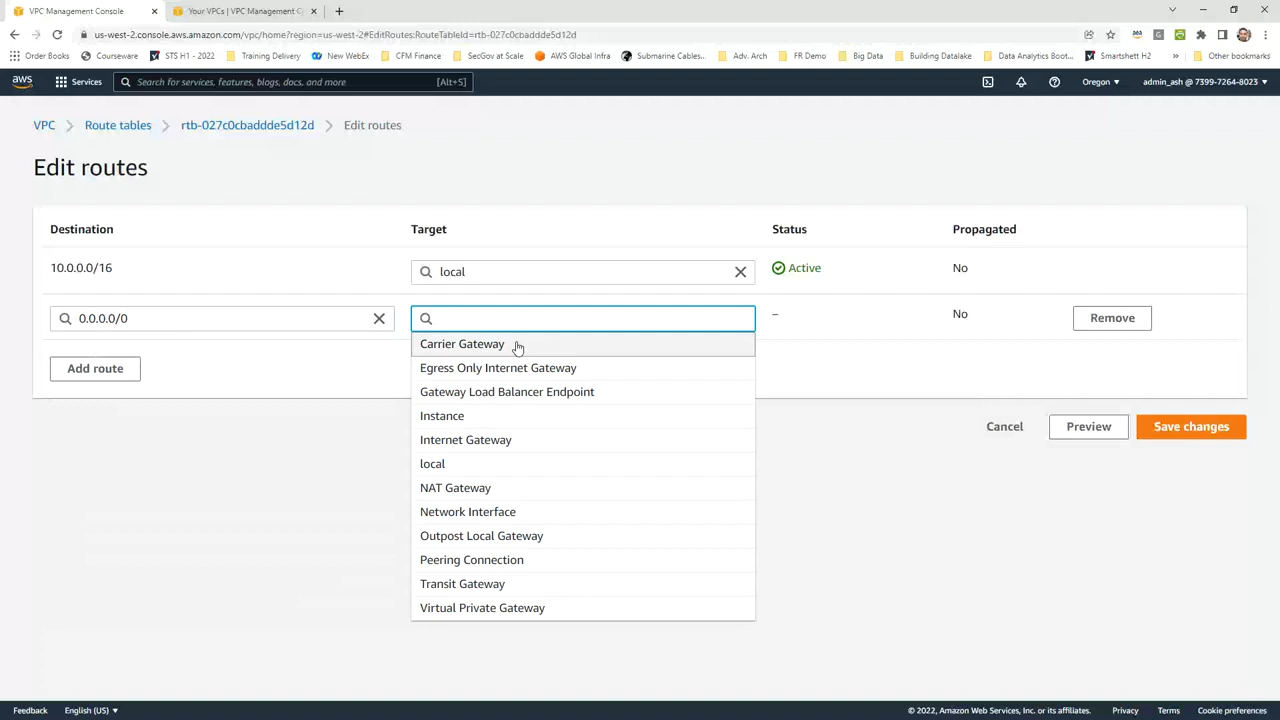 VPC Management Console
Your VPCs | VPC Management C
us-west-2.console.aws.amazon.com/vpc/home?region=us-west-2#EditRoutes:RouteTableId=rtb-027c0cbaddde5d12d
Order Books Courseware STS H1 - 2022 Training Delivery New WebEx CFM Finance SecGov at Scale AWS Global Infra Submarine Cables... Adv. Arch FR Demo Big Data Building Datalake Data Analytics Boot... Smartshett H2 » Other bookmarks
aws Services Search for services, features, blogs, docs, and more [Alt+S] Oregon admin_ash @ 7399-7264-8023
VPC Route tables rtb-027c0cbaddde5d12d Edit routes
Edit routes
Destination Target Status Propagated
10.0.0.0/16 local Active No
0.0.0.0/0 – No Remove
Carrier Gateway
Add route
Egress Only Internet Gateway
Gateway Load Balancer Endpoint
Instance
Cancel Preview Save changes
Internet Gateway
local
NAT Gateway
Network Interface
Outpost Local Gateway
Peering Connection
Transit Gateway
Virtual Private Gateway
Feedback English (US) © 2022, Amazon Web Services, Inc. or its affiliates. Privacy Terms Cookie preferences